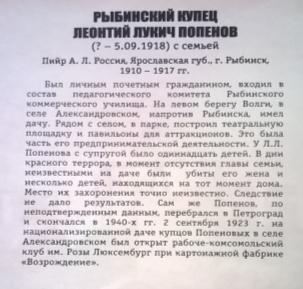 РЫБИНСКИЙ КУПЕЦ
ЛЕОНТИЙ ЛУКИЧ ПОПЕНОВ
(? – 5.09.1918) с семьей
Пийр А. Л. Россия, Ярославская губ., г. Рыбинск,
1910 – 1917 гг.
Был личным почетным гражданином, входил в
состав педагогического комитета Рыбинского
коммерческого училища. На левом берегу Волги, в
селе Александровском, напротив Рыбинска, имел
дачу. Рядом с селом, в парке, построил театральную
площадку и павильоны для аттракционов. Это была
часть его предпринимательской деятельности. У Л.Л.
Попенова с супругой было одиннадцать детей. В дни
красного террора, в момент отсутствия главы семьи,
неизвестными на даче были убиты его жена и
несколько детей, находящихся на тот момент дома.
Место их захоронения точно неизвестно. Следствие
не дало результатов. Сам же Попенов, по
неподтвержденным данным, перебрался в Петроград
и скончался в 1940-х гг. 2 сентября 1923 г. на
национализированной даче купцов Попеновых в селе
Александровском был открыт рабоче-комсомольский
клуб им. Розы Люксембург при картонажной фабрике
«Возрождение».